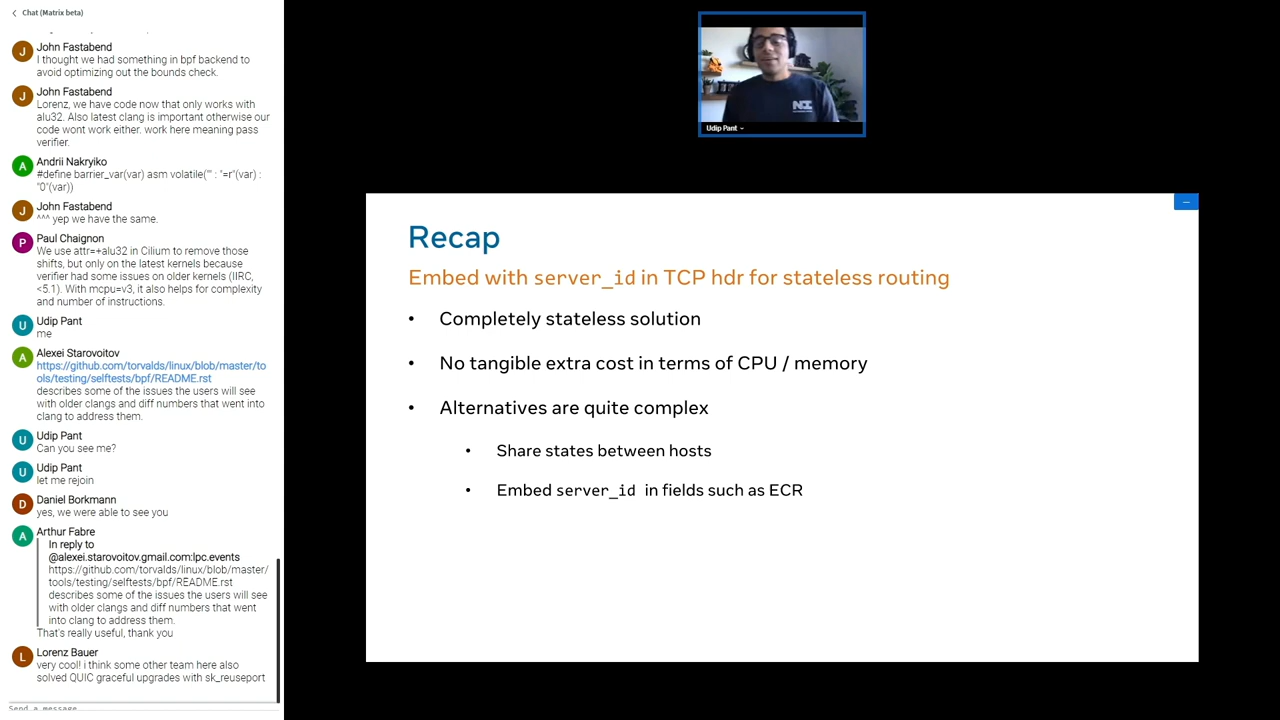 Chat (Matrix beta)
John Fastabend
I thought we had something in bpf backend to
avoid optimizing out the bounds check.
John Fastabend
Lorenz, we have code now that only works with
alu32. Also latest clang is important otherwise our
code wont work either. work here meaning pass
verifier.
Andrii Nakryiko
#define barrier_var(var) asm volatile("" : "=r"(var) :
"0"(var))
John Fastabend
^^^ yep we have the same.
Paul Chaignon
We use attr=+alu32 in Cilium to remove those
shifts, but only on the latest kernels because
verifier had some issues on older kernels (IIRC,
<5.1). With mcpu=v3, it also helps for complexity
and number of instructions.
Udip Pant
me
Alexei Starovoitov
https://github.com/torvalds/linux/blob/master/to
ols/testing/selftests/bpf/README.rst
describes some of the issues the users will see
with older clangs and diff numbers that went into
clang to address them.
Udip Pant
Can you see me?
Udip Pant
let me rejoin
Daniel Borkmann
yes, we were able to see you
Arthur Fabre
In reply to
@alexei.starovoitov.gmail.com:lpc.events
https://github.com/torvalds/linux/blob/master/
tools/testing/selftests/bpf/README.rst
describes some of the issues the users will see
with older clangs and diff numbers that went
into clang to address them.
That's really useful, thank you
Lorenz Bauer
very cool! i think some other team here also
solved QUIC graceful upgrades with sk_reuseport
Send a message
J
J
A
J
P
U
A
U
U
D
A
L
Udip Pant
Recap
Embed with server_id in TCP hdr for stateless routing
• Completely stateless solution
• No tangible extra cost in terms of CPU / memory
• Alternatives are quite complex
• Share states between hosts
• Embed server_id in fields such as ECR